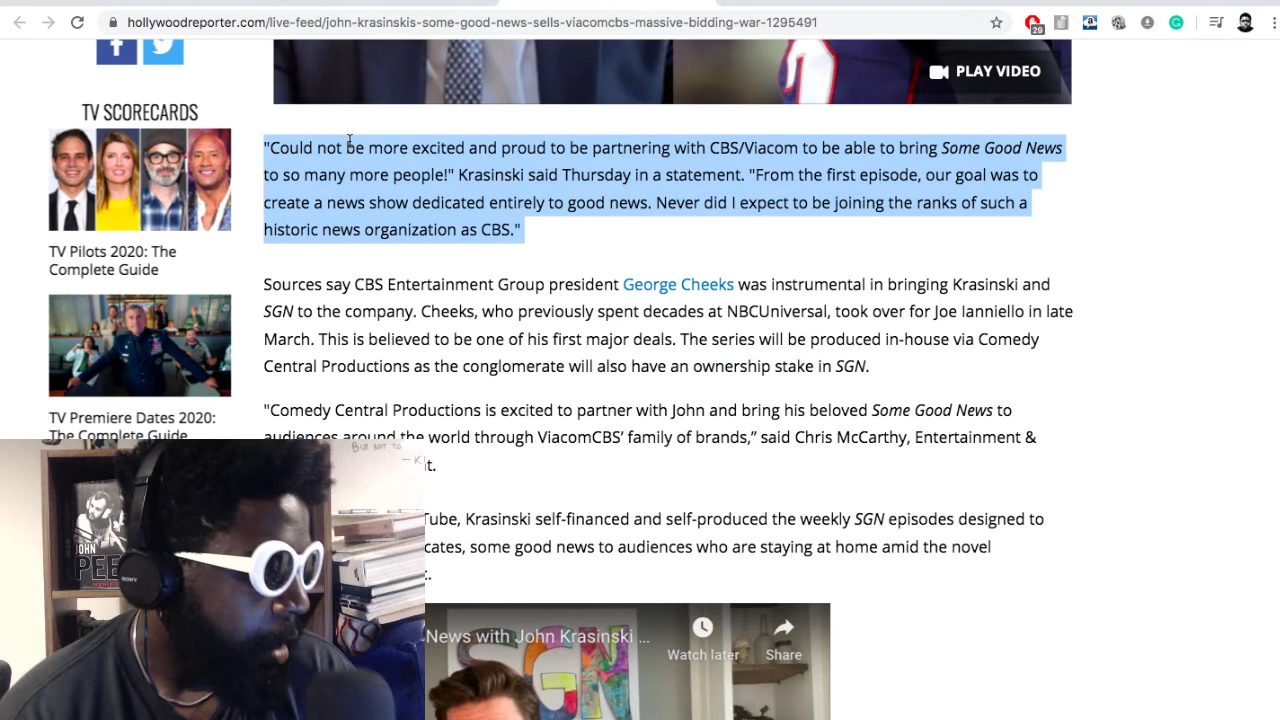 hollywoodreporter.com/live-feed/john-krasinskis-some-good-news-sells-viacomcbs-massive-bidding-war-1295491
29
PLAY VIDEO
TV SCORECARDS
TV Pilots 2020: The
Complete Guide
TV Premiere Dates 2020:
The Complete Guide
"Could not be more excited and proud to be partnering with CBS/Viacom to be able to bring Some Good News
to so many more people!" Krasinski said Thursday in a statement. "From the first episode, our goal was to
create a news show dedicated entirely to good news. Never did I expect to be joining the ranks of such a
historic news organization as CBS."
Sources say CBS Entertainment Group president George Cheeks was instrumental in bringing Krasinski and
SGN to the company. Cheeks, who previously spent decades at NBCUniversal, took over for Joe Ianniello in late
March. This is believed to be one of his first major deals. The series will be produced in-house via Comedy
Central Productions as the conglomerate will also have an ownership stake in SGN.
"Comedy Central Productions is excited to partner with John and bring his beloved Some Good News to
audiences around the world through ViacomCBS' family of brands," said Chris McCarthy, Entertainment &
it.
Tube, Krasinski self-financed and self-produced the weekly SGN episodes designed to
cates, some good news to audiences who are staying at home amid the novel
News with John Krasinski ...
Watch later
Share
SGN
BUT NOT TO
JOHN
PEE
SONY